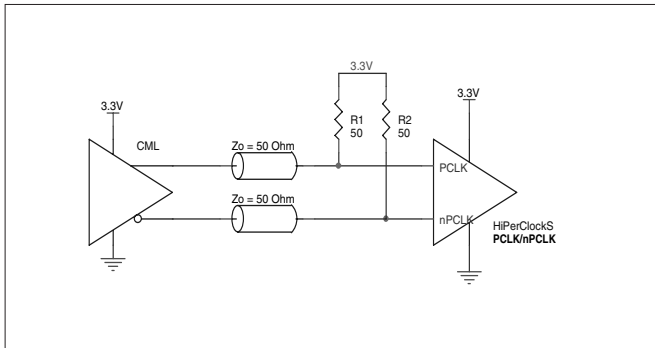 3.3V
3.3V
3.3V
R1
50
R2
50
CML
Zo = 50 Ohm
PCLK
Zo = 50 Ohm
nPCLK
HiPerClockS
PCLK/nPCLK